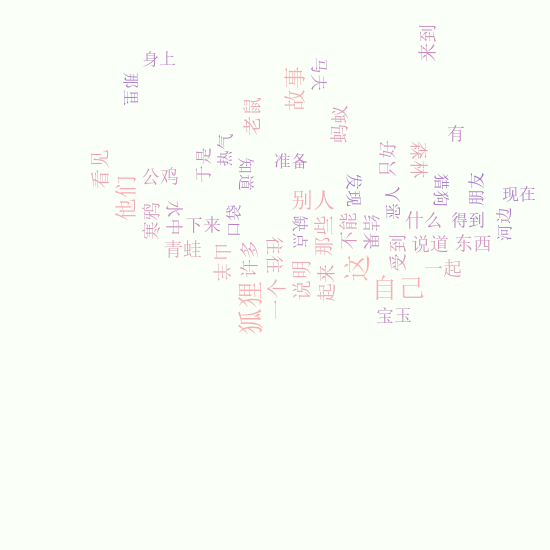 来到
身上
马夫
故事
那里
老鼠
蚂蚁
有
热气
于是
看见
知道
准备
只好
森林
公鸡
他们
发现
猎狗
朋友
恶人
现在
别人
寒鸦
水中
下来
口袋
缺点
那些
不能
结果
什么
得到
河边
青蛙
去巾
许多
往往
受到
说道
东西
说明
起来
这
一起
狐狸
一个
自己
宝玉